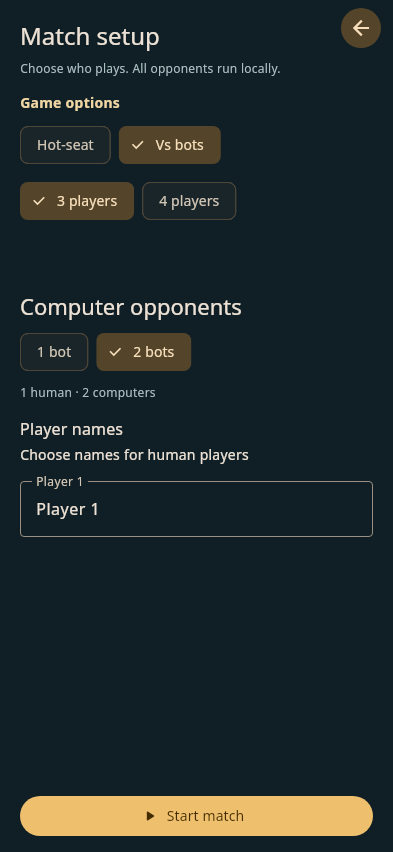 Match setup
Choose who plays. All opponents run locally.
Game options
Hot-seat
Vs bots
3 players
4 players
Computer opponents
1 bot
2 bots
1 human · 2 computers
Player names
Choose names for human players
Player 1
Player 1
Start match